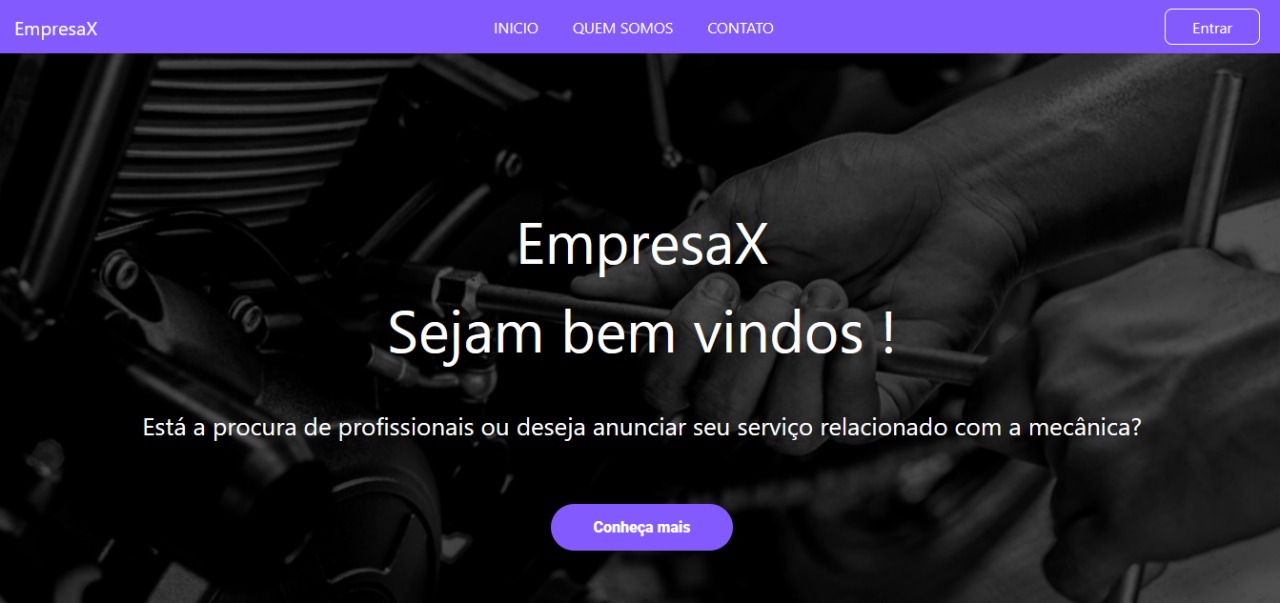 EmpresaX
INICIO QUEM SOMOS CONTATO
Entrar
EmpresaX
Sejam bem vindos !
Está a procura de profissionais ou deseja anunciar seu serviço relacionado com a mecânica?
Conheça mais